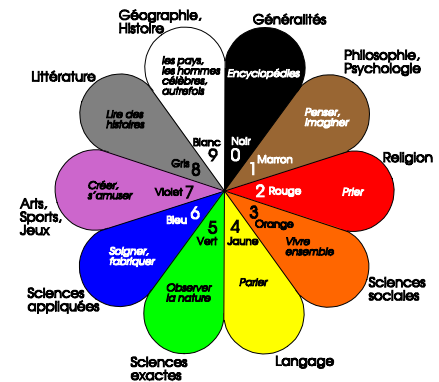 Géographie,
Histoire
Généralités
Philosophie,
Psychologie
Littérature
Religion
Arts,
Sports,
Jeux
Sciences
appliquées
Sciences
sociales
Sciences
exactes
Langage
les pays,
les hommes
célèbres,
autrefois
Encyclopédies
Penser,
imaginer
Lire des
histoires
Créer,
s'amuser
Prier
Soigner,
fabriquer
Vivre
ensemble
Observer
la nature
Parler
Blanc
9
Noir
0
Gris 8
1 Marron
Violet 7
2 Rouge
Bleu 6
3
Orange
5
Vert
4
Jaune